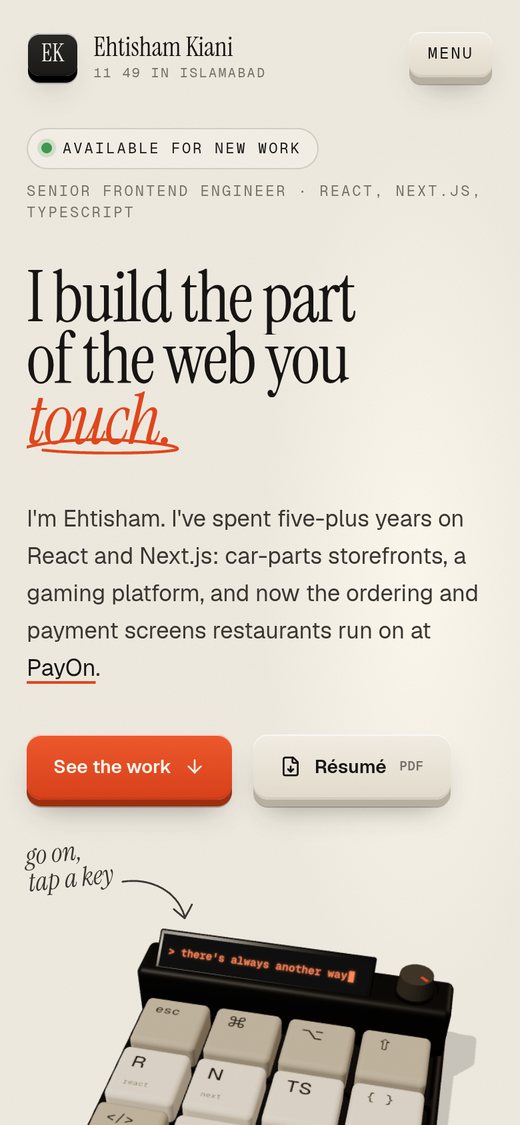 EK
Ehtisham Kiani
11 49 IN ISLAMABAD
MENU
AVAILABLE FOR NEW WORK
SENIOR FRONTEND ENGINEER · REACT, NEXT.JS,
TYPESCRIPT
I build the part
of the web you
touch.
I'm Ehtisham. I've spent five-plus years on
React and Next.js: car-parts storefronts, a
gaming platform, and now the ordering and
payment screens restaurants run on at
PayOn.
See the work ↓
Résumé PDF
go on,
tap a key
> there's always another way
esc ⌘ ⌥ ⇧
R N TS { }
react next
</>